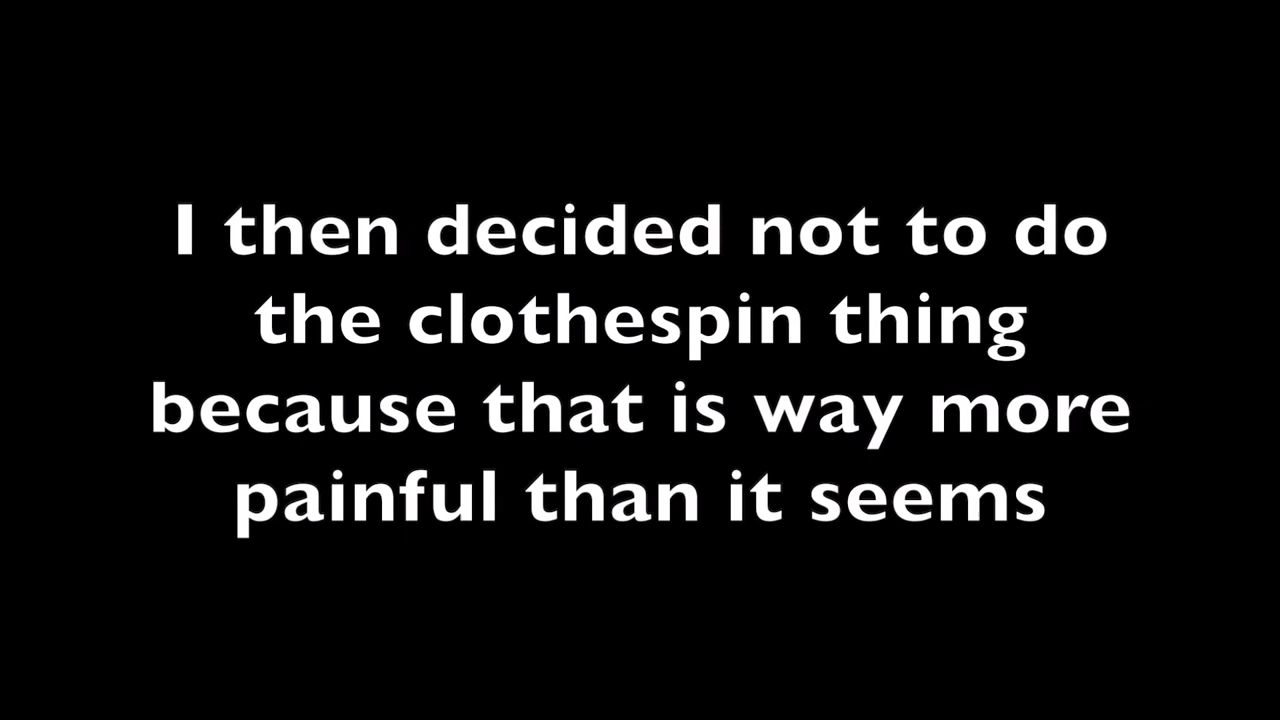 I then decided not to do
the clothespin thing
because that is way more
painful than it seems